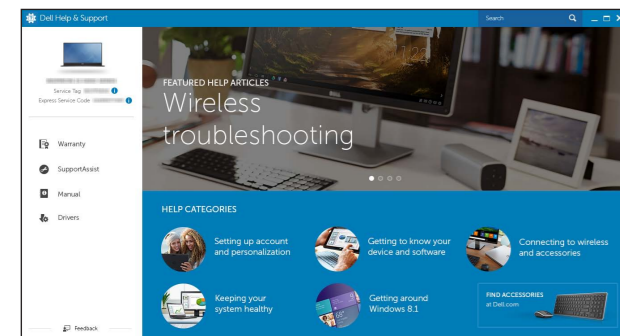 Dell Help & Support
Search
Service Tag
Express Service Code
Warranty
SupportAssist
Manual
Drivers
Feedback
FEATURED HELP ARTICLES
Wireless
troubleshooting
HELP CATEGORIES
Setting up account
and personalization
Getting to know your
device and software
Connecting to wireless
and accessories
Keeping your
system healthy
Getting around
Windows 8.1
FIND ACCESSORIES
at Dell.com